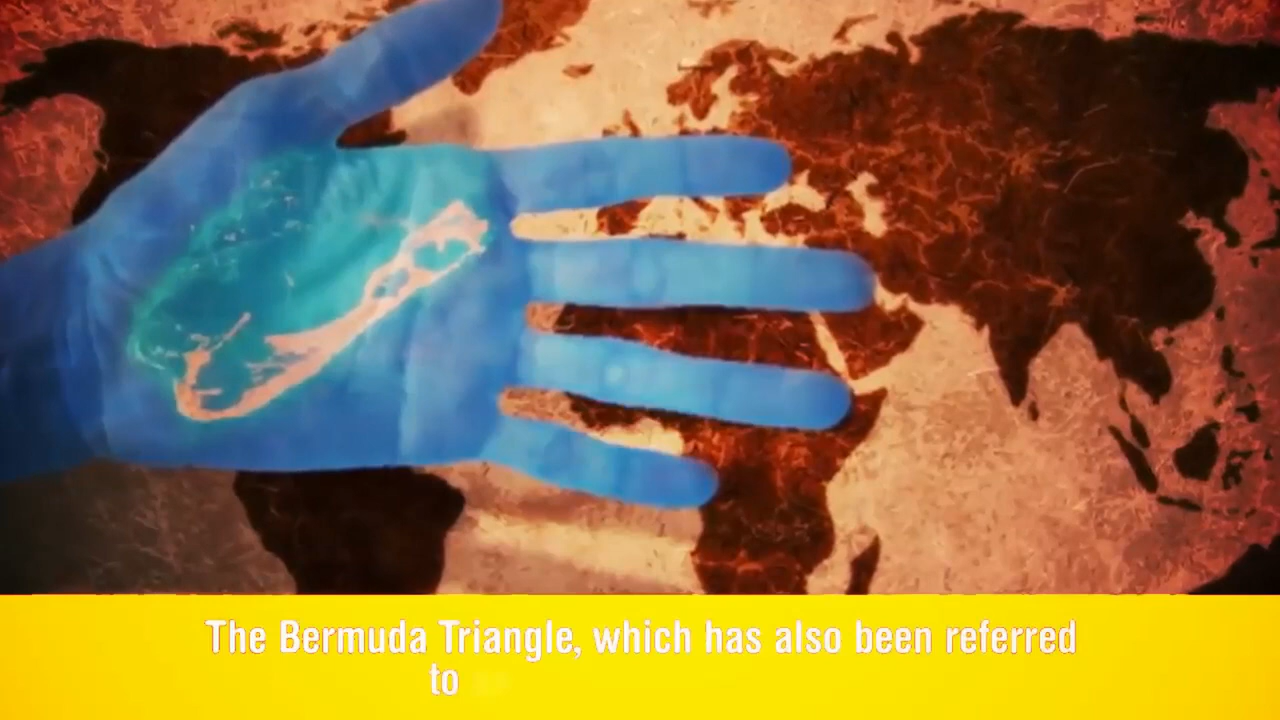 The Bermuda Triangle, which has also been referred
to